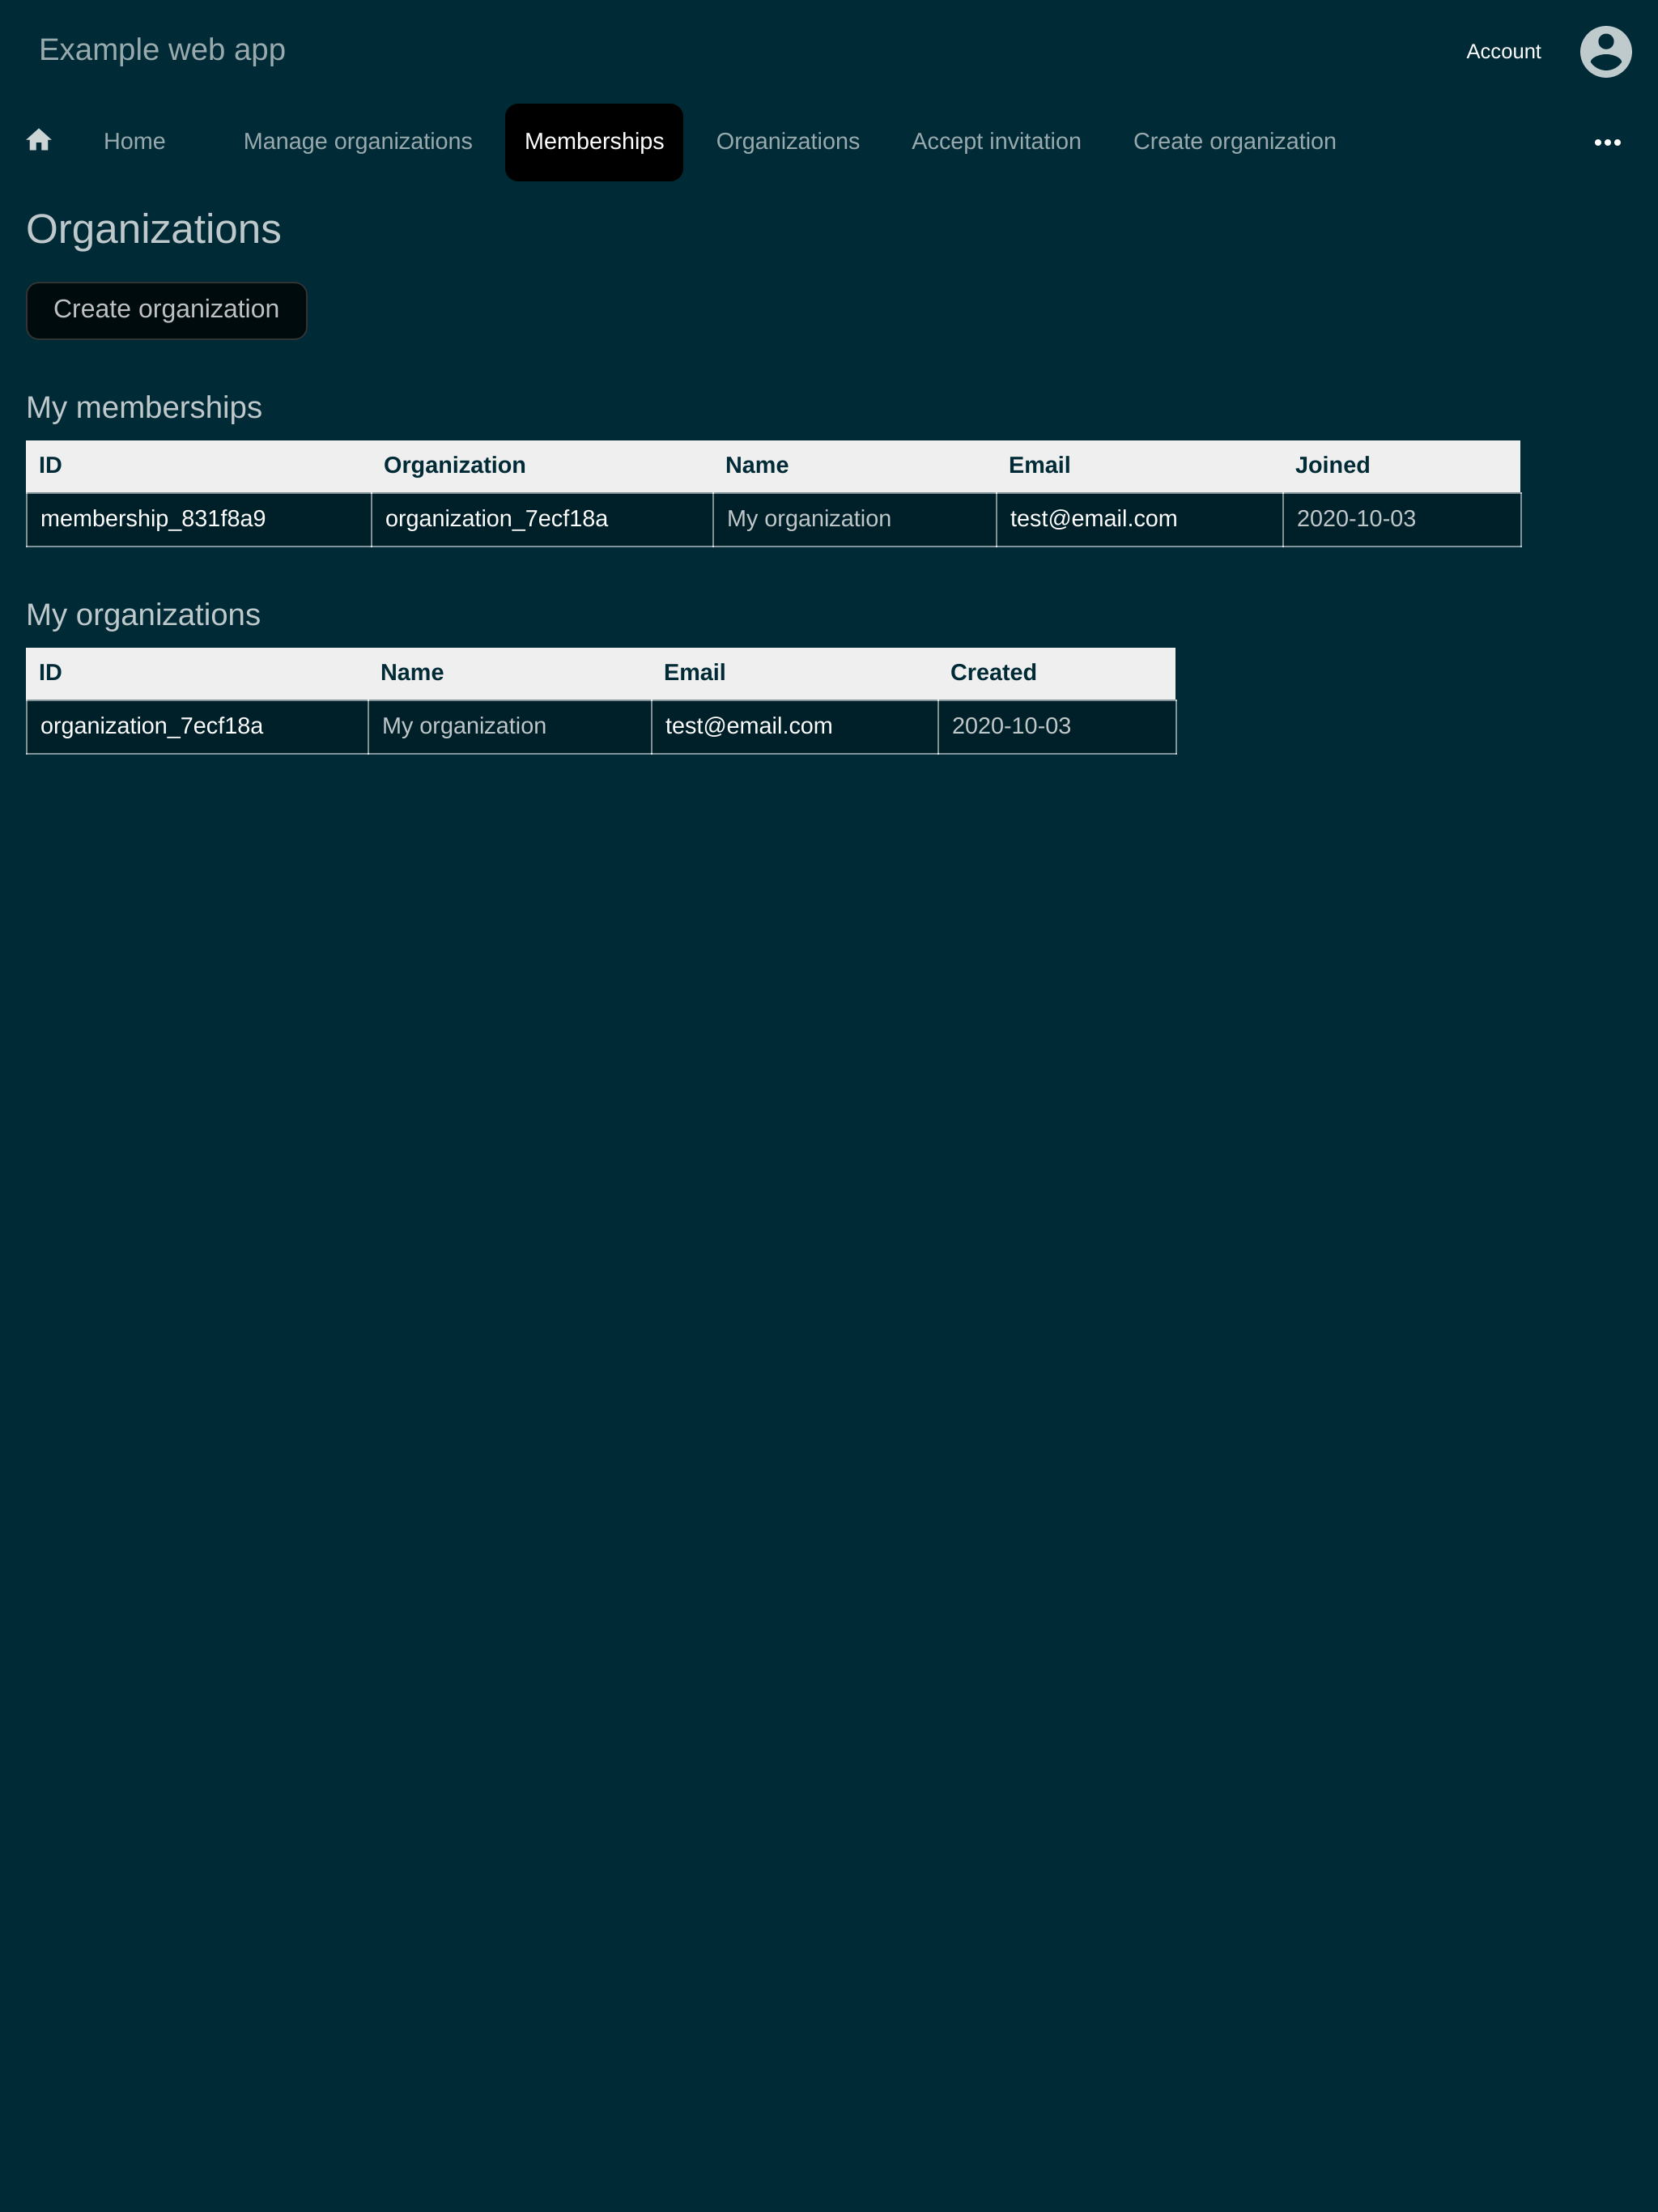 Example web app
Account
Home Manage organizations Memberships Organizations Accept invitation Create organization
Organizations
Create organization
My memberships
ID Organization Name Email Joined
membership_831f8a9 organization_7ecf18a My organization test@email.com 2020-10-03
My organizations
ID Name Email Created
organization_7ecf18a My organization test@email.com 2020-10-03